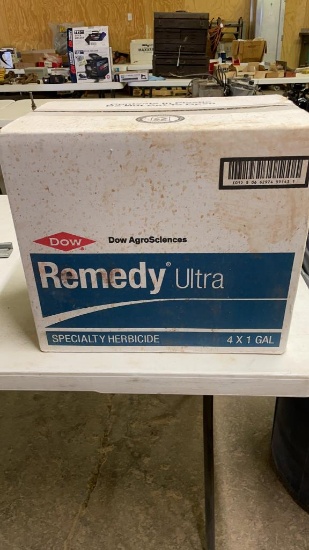 Dow
Dow AgroSciences
Remedy® Ultra
SPECIALTY HERBICIDE 4 X 1 GAL